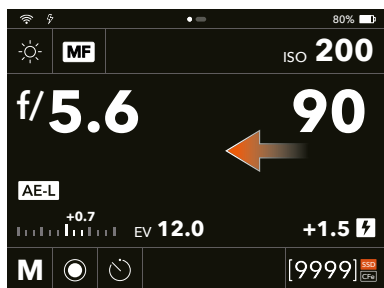 80%
MF ISO 200
f/5.6 90
AE-L
+0.7
EV 12.0 +1.5
M [9999] SSD
CFe